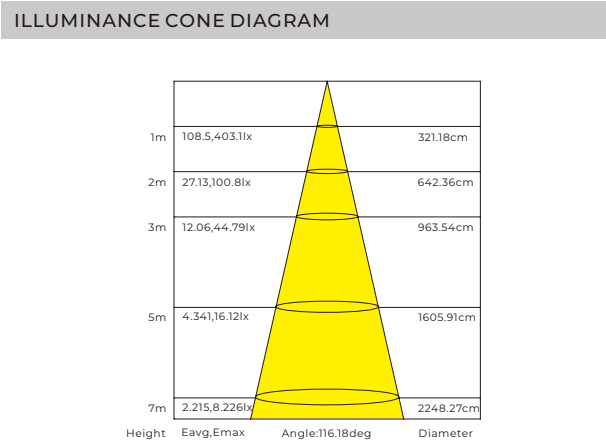 ILLUMINANCE CONE DIAGRAM
1m 108.5,403.1lx 321.18cm
2m 27.13,100.8lx 642.36cm
3m 12.06,44.79lx 963.54cm
5m 4.341,16.12lx 1605.91cm
7m 2.215,8.226lx 2248.27cm
Height Eavg,Emax Angle:116.18deg Diameter